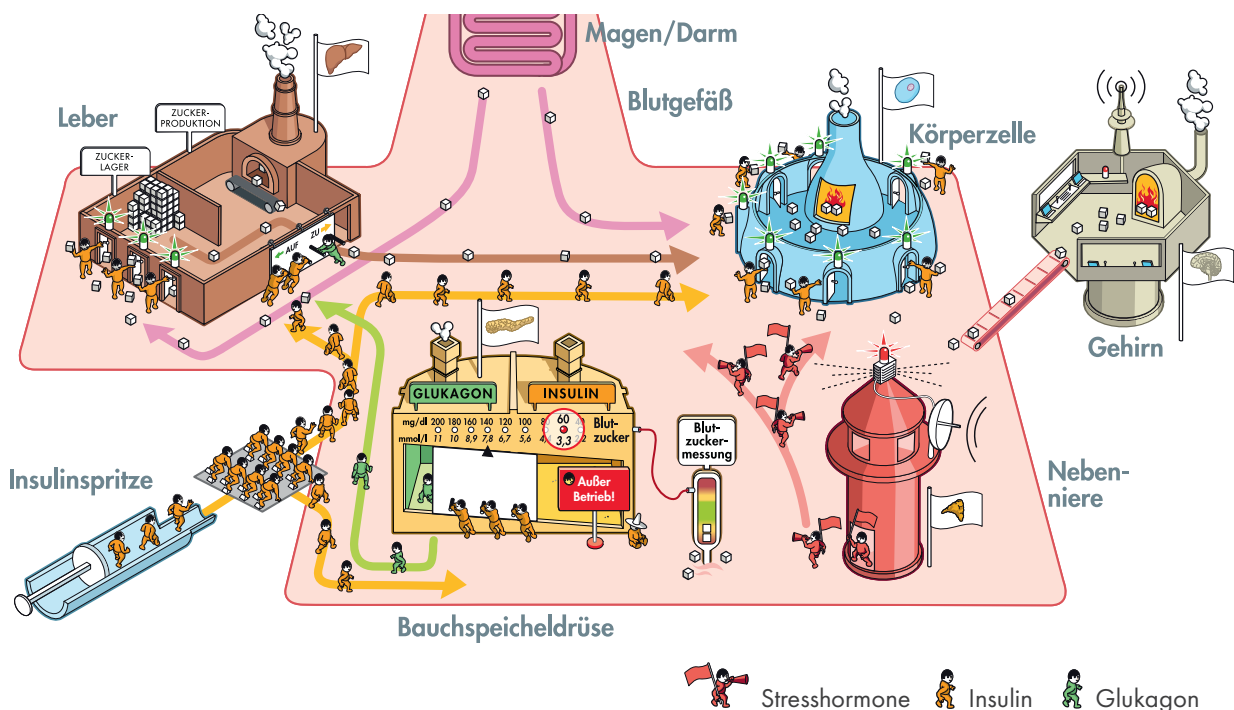 Magen/Darm
Blutgefäß
Leber
ZUCKER-
PRODUKTION
ZUCKER-
LAGER
AUF
ZU
Körperzelle
Gehirn
GLUKAGON
INSULIN
mg/dl 200 180 160 140 120 100 60 Blut-
mmol/l 11 10 8,9 7,8 6,7 5,6 3,3 zucker
Außer
Betrieb!
Blut-
zucker-
messung
Neben-
niere
Insulinspritze
Bauchspeicheldrüse
Stresshormone
Insulin
Glukagon